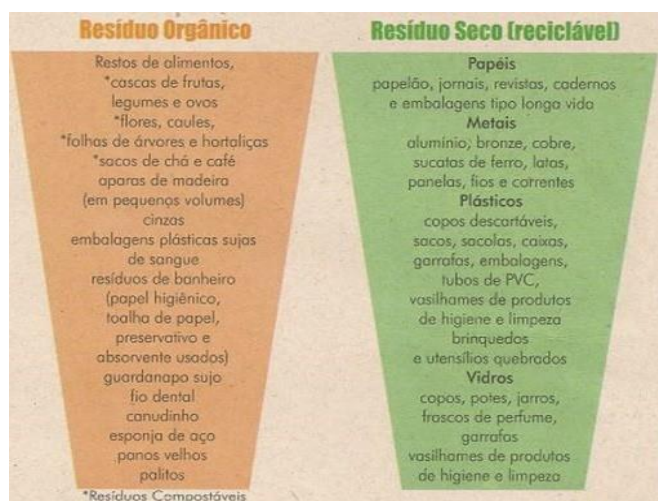 Resíduo Orgânico
Restos de alimentos,
*cascas de frutas,
legumes e ovos
*flores, caules,
*folhas de árvores e hortaliças
*sacos de chá e café
aparas de madeira
(em pequenos volumes)
cinzas
embalagens plásticas sujas
de sangue
resíduos de banheiro
(papel higiênico,
toalha de papel,
preservativo e
absorvente usados)
guardanapo sujo
fio dental
canudinho
esponja de aço
panos velhos
palitos
*Resíduos Compostáveis
Resíduo Seco (reciclável)
Papéis
papelão, jornais, revistas, cadernos
e embalagens tipo longa vida
Metais
alumínio, bronze, cobre,
sucatas de ferro, latas,
panelas, fios e correntes
Plásticos
copos descartáveis,
sacos, sacolas, caixas,
garrafas, embalagens,
tubos de PVC,
vasilhames de produtos
de higiene e limpeza
brinquedos
e utensílios quebrados
Vidros
copos, potes, jarros,
frascos de perfume,
garrafas
vasilhames de produtos
de higiene e limpeza